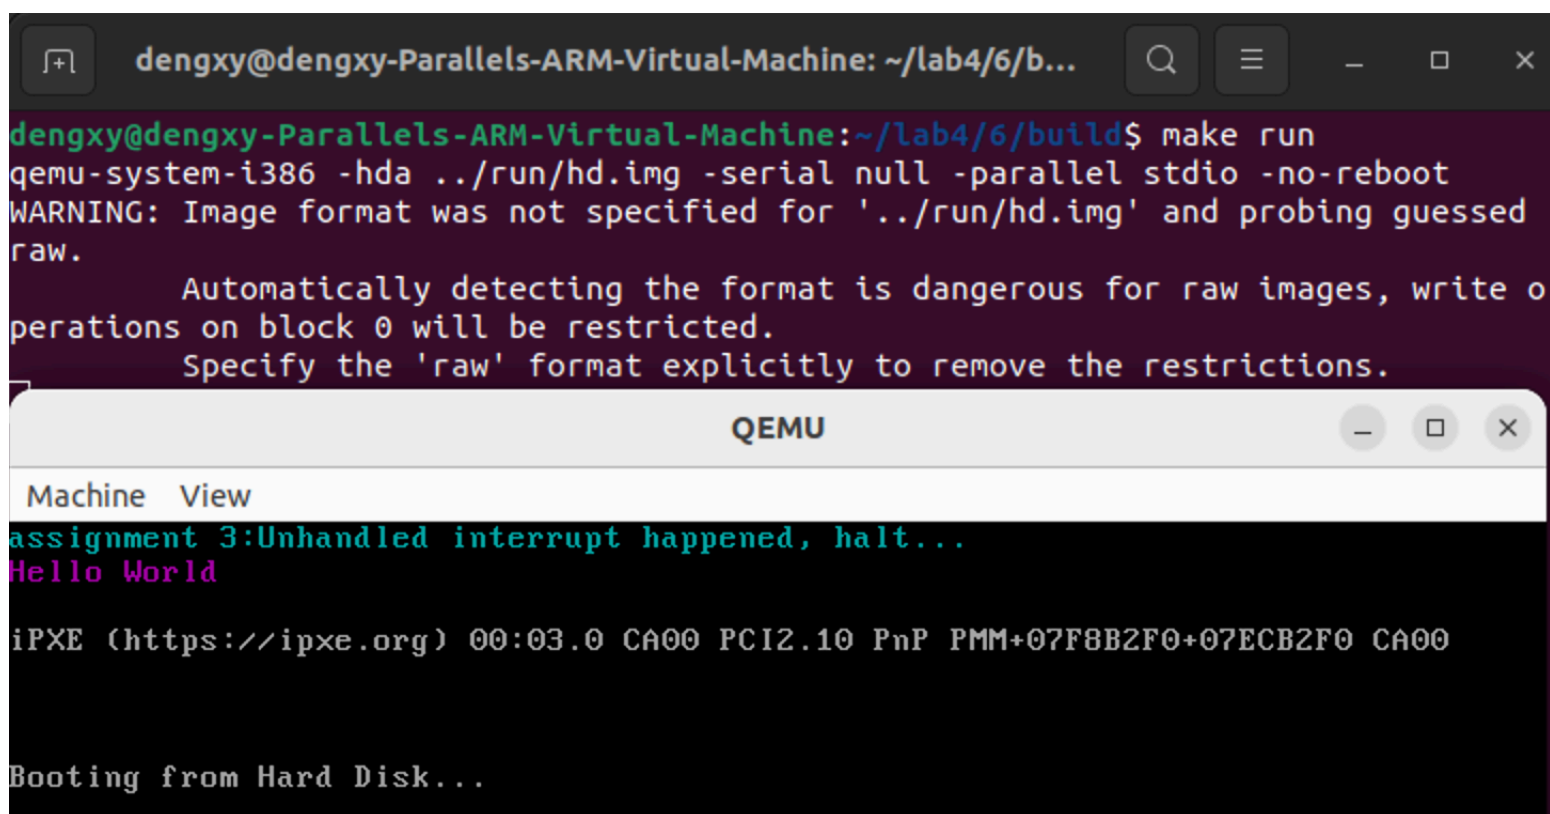 dengxy@dengxy-Parallels-ARM-Virtual-Machine: ~/lab4/6/b...
dengxy@dengxy-Parallels-ARM-Virtual-Machine:~/lab4/6/build$ make run
qemu-system-i386 -hda ../run/hd.img -serial null -parallel stdio -no-reboot
WARNING: Image format was not specified for '../run/hd.img' and probing guessed
raw.
Automatically detecting the format is dangerous for raw images, write o
perations on block 0 will be restricted.
Specify the 'raw' format explicitly to remove the restrictions.
QEMU
Machine View
assignment 3:Unhandled interrupt happened, halt...
Hello World
iPXE (https://ipxe.org) 00:03.0 CA00 PCI2.10 PnP PMM+07F8B2F0+07ECB2F0 CA00
Booting from Hard Disk...